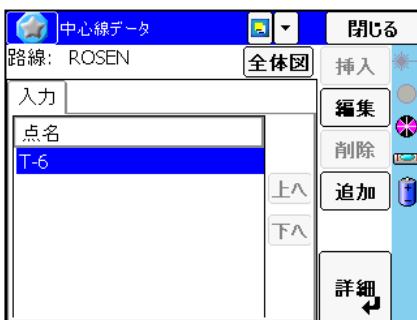 中心線データ
閉じる
路線: ROSEN
全体図
挿入
入力
編集
点名
削除
T-6
上へ
追加
下へ
詳細